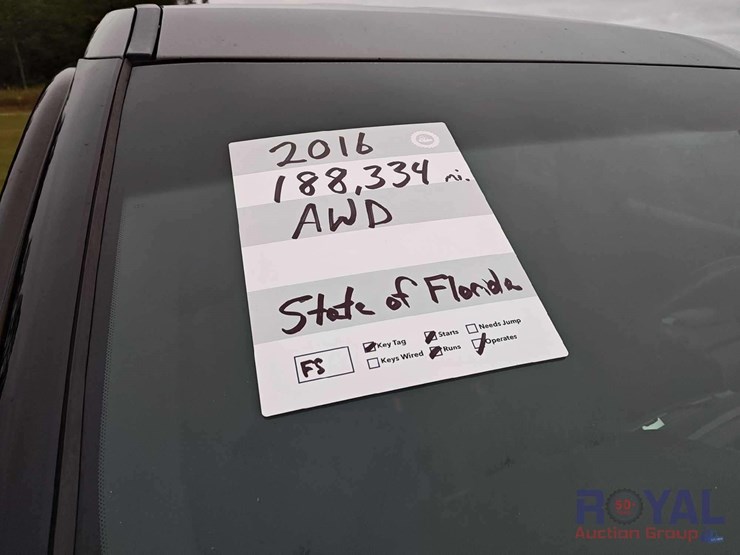 2016
188,334 mi.
AWD
State of Florida
FS
Key Tag Starts Needs Jump
Keys Wired Runs Operates
ROYAL
50
Auction Group